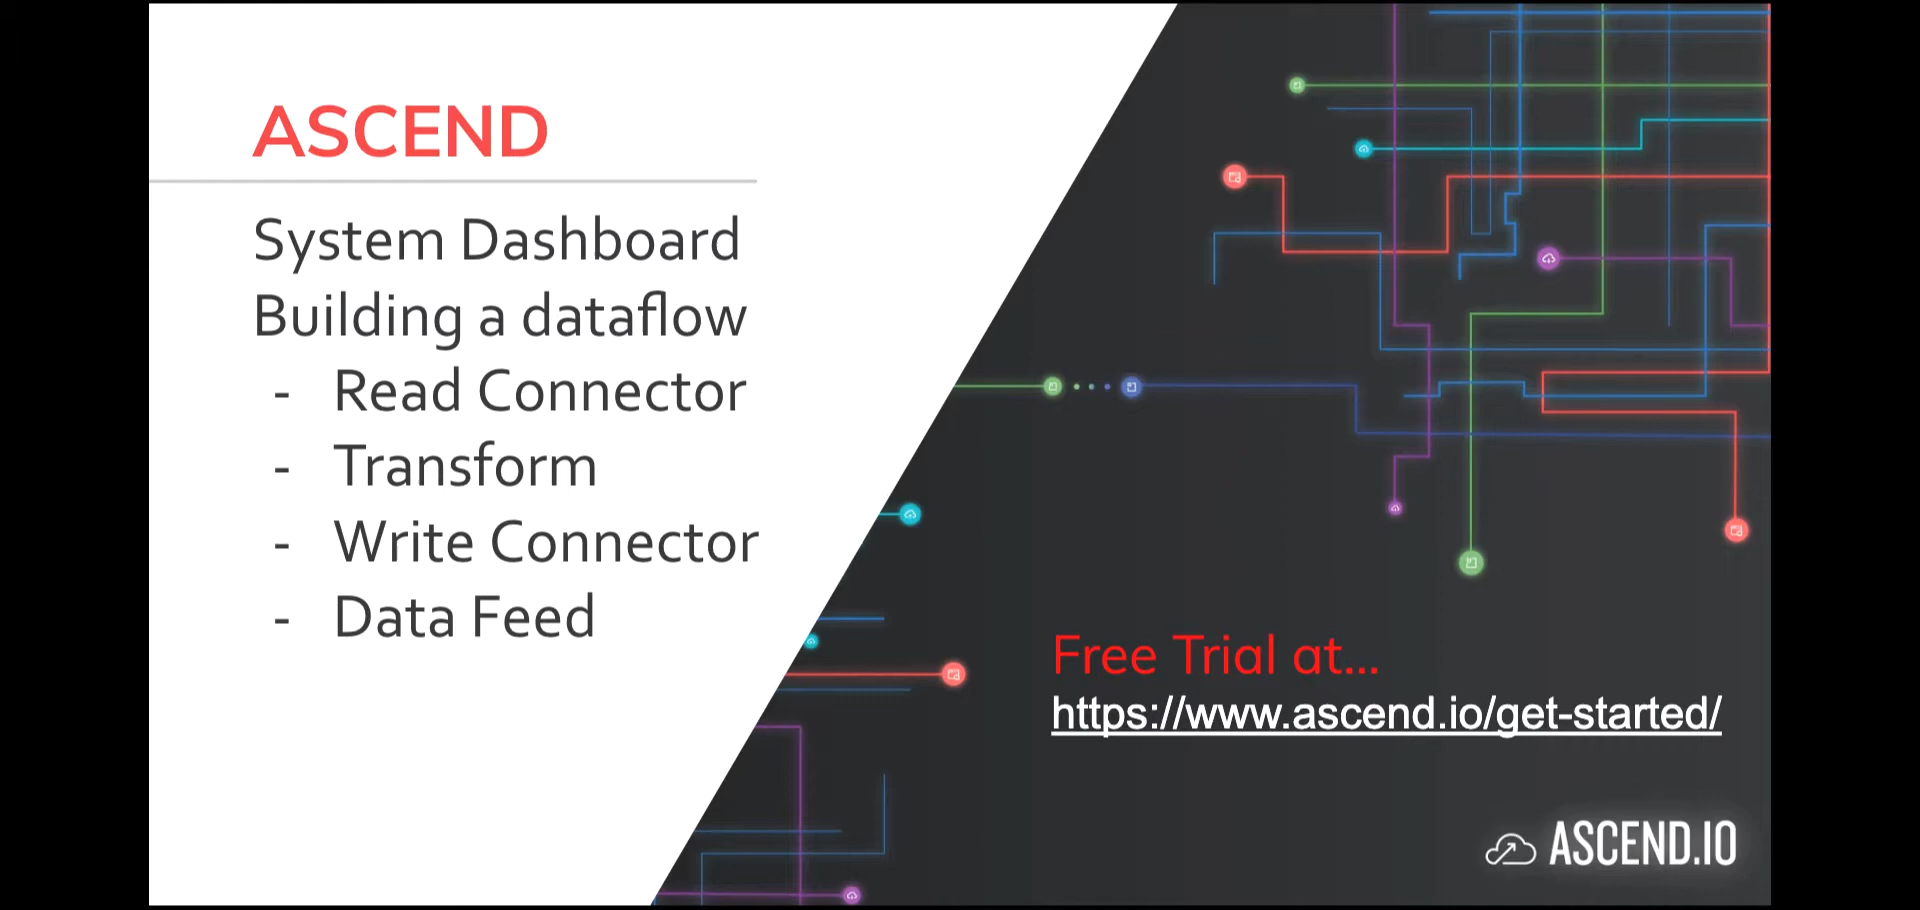 ASCEND
System Dashboard
Building a dataflow
- Read Connector
- Transform
- Write Connector
- Data Feed
Free Trial at...
https://www.ascend.io/get-started/
ASCEND.IO